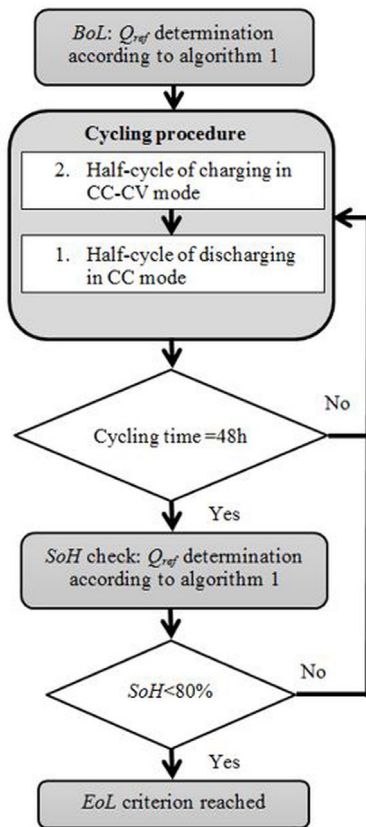 BoL: Qref determination
according to algorithm 1
Cycling procedure
2. Half-cycle of charging in
CC-CV mode
1. Half-cycle of discharging
in CC mode
No
Cycling time =48h
Yes
SoH check: Qref determination
according to algorithm 1
No
SoH<80%
Yes
EoL criterion reached